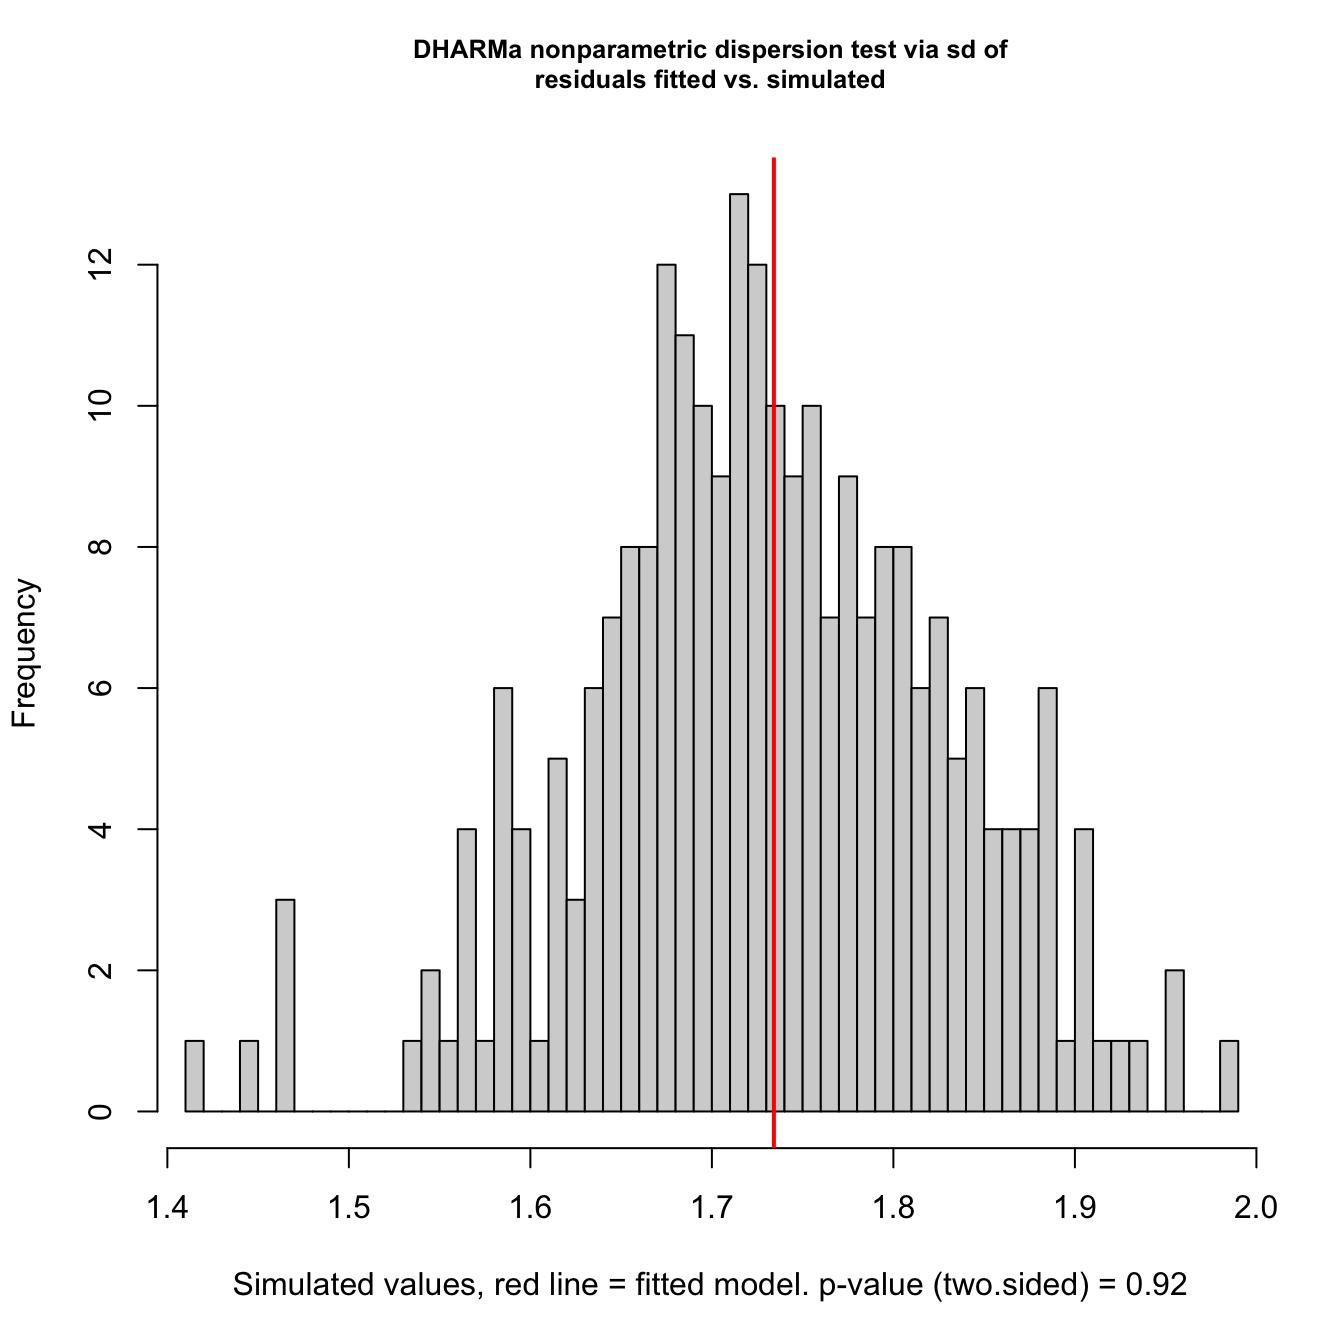 DHARMa nonparametric dispersion test via sd of
residuals fitted vs. simulated
Frequency
12
10
8
6
4
2
0
1.4 1.5 1.6 1.7 1.8 1.9 2.0
Simulated values, red line = fitted model. p-value (two.sided) = 0.92